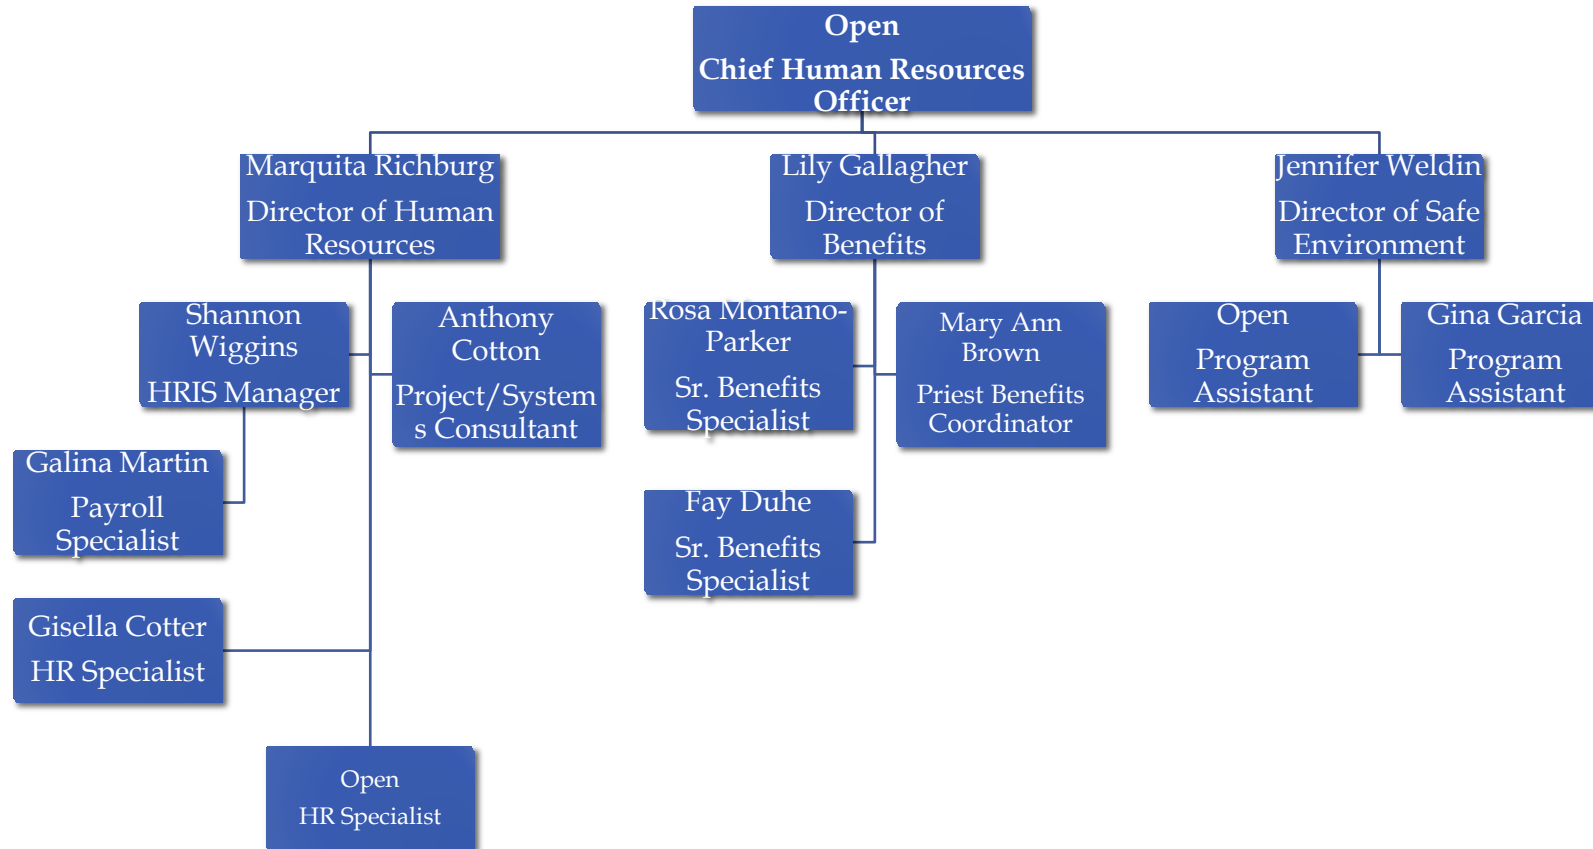 Open
Chief Human Resources
Officer
Marquita Richburg
Director of Human
Resources
Lily Gallagher
Director of
Benefits
Jennifer Weldin
Director of Safe
Environment
Shannon
Wiggins
HRIS Manager
Anthony
Cotton
Project/System
s Consultant
Rosa Montano-
Parker
Sr. Benefits
Specialist
Mary Ann
Brown
Priest Benefits
Coordinator
Open
Program
Assistant
Gina Garcia
Program
Assistant
Galina Martin
Payroll
Specialist
Fay Duhe
Sr. Benefits
Specialist
Gisella Cotter
HR Specialist
Open
HR Specialist